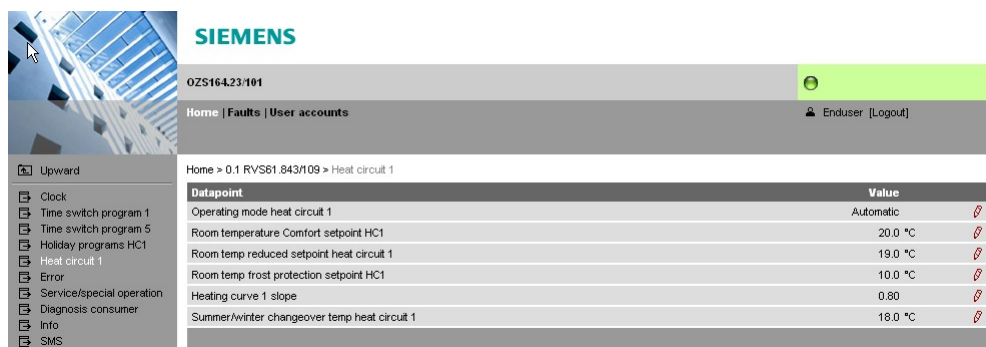 SIEMENS
OZS164.23/101
Home | Faults | User accounts
Enduser [Logout]
Upward
Home > 0.1 RVS61.843/109 > Heat circuit 1
Clock
Time switch program 1
Time switch program 5
Holiday programs HC1
Heat circuit 1
Error
Service/special operation
Diagnosis consumer
Info
SMS
Datapoint Value
Operating mode heat circuit 1 Automatic
Room temperature Comfort setpoint HC1 20.0 °C
Room temp reduced setpoint heat circuit 1 19.0 °C
Room temp frost protection setpoint HC1 10.0 °C
Heating curve 1 slope 0.80
Summer/winter changeover temp heat circuit 1 18.0 °C